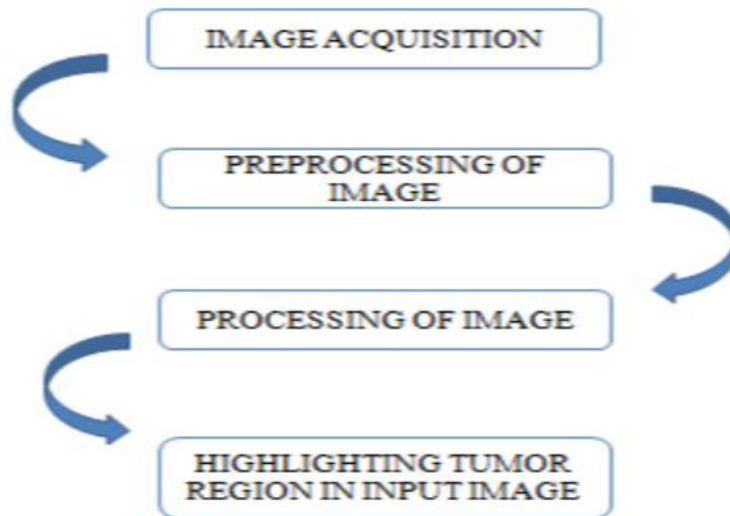 IMAGE ACQUISITION
PREPROCESSING OF
IMAGE
PROCESSING OF IMAGE
HIGHLIGHTING TUMOR
REGION IN INPUT IMAGE